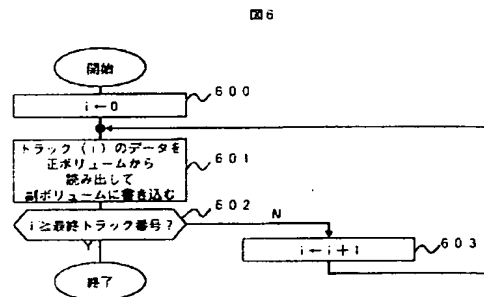 図6
開始
600
i←0
トラック（i）のデータを
正ボリュームから
読み出して
副ボリュームに書き込む
601
602
i≧最終トラック番号？
N
Y
i←i＋1
603
終了